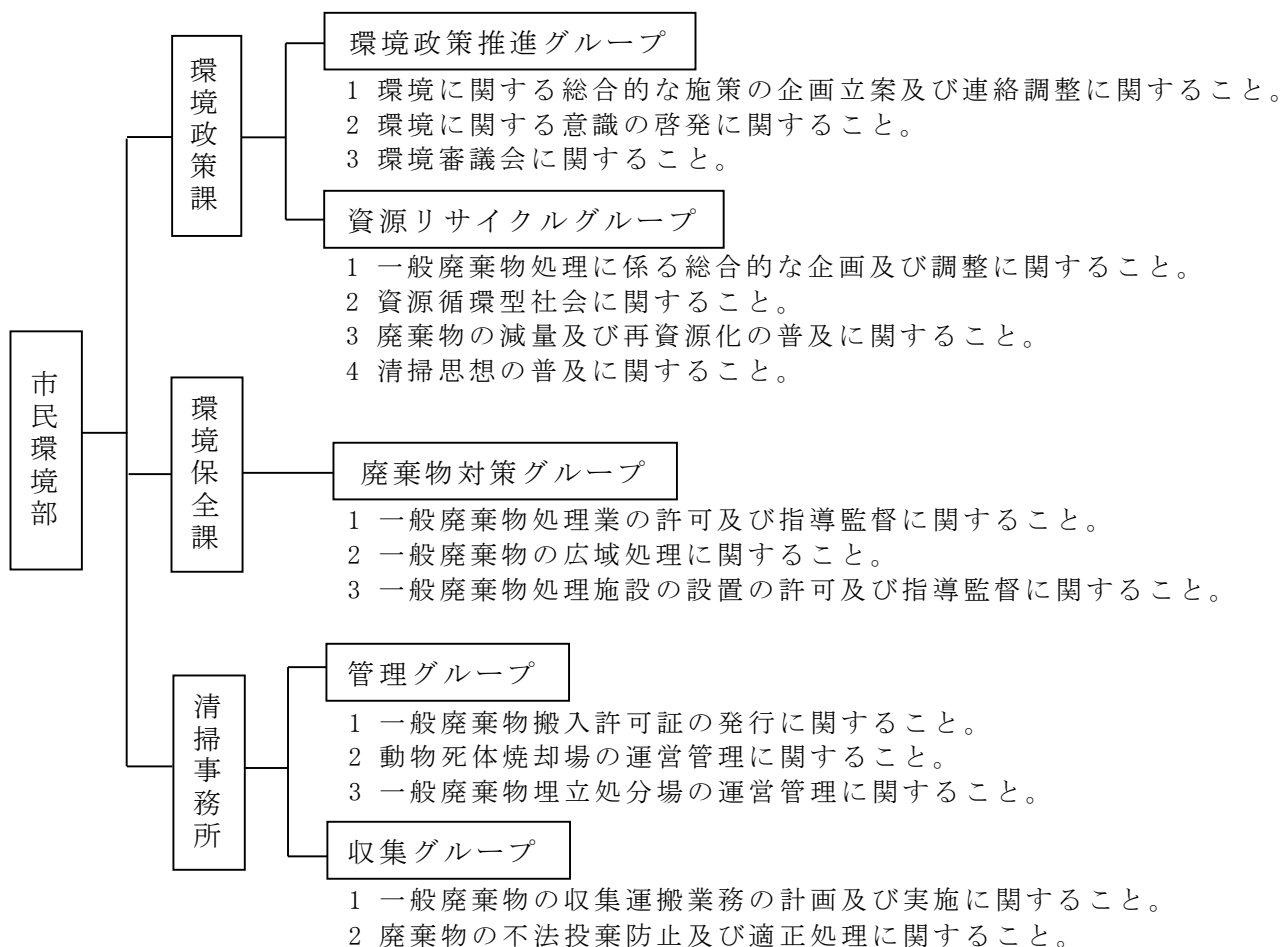 市民環境部
環境政策課
環境政策推進グループ
1 環境に関する総合的な施策の企画立案及び連絡調整に関すること。
2 環境に関する意識の啓発に関すること。
3 環境審議会に関すること。
資源リサイクルグループ
1 一般廃棄物処理に係る総合的な企画及び調整に関すること。
2 資源循環型社会に関すること。
3 廃棄物の減量及び再資源化の普及に関すること。
4 清掃思想の普及に関すること。
環境保全課
廃棄物対策グループ
1 一般廃棄物処理業の許可及び指導監督に関すること。
2 一般廃棄物の広域処理に関すること。
3 一般廃棄物処理施設の設置の許可及び指導監督に関すること。
清掃事務所
管理グループ
1 一般廃棄物搬入許可証の発行に関すること。
2 動物死体焼却場の運営管理に関すること。
3 一般廃棄物埋立処分場の運営管理に関すること。
収集グループ
1 一般廃棄物の収集運搬業務の計画及び実施に関すること。
2 廃棄物の不法投棄防止及び適正処理に関すること。